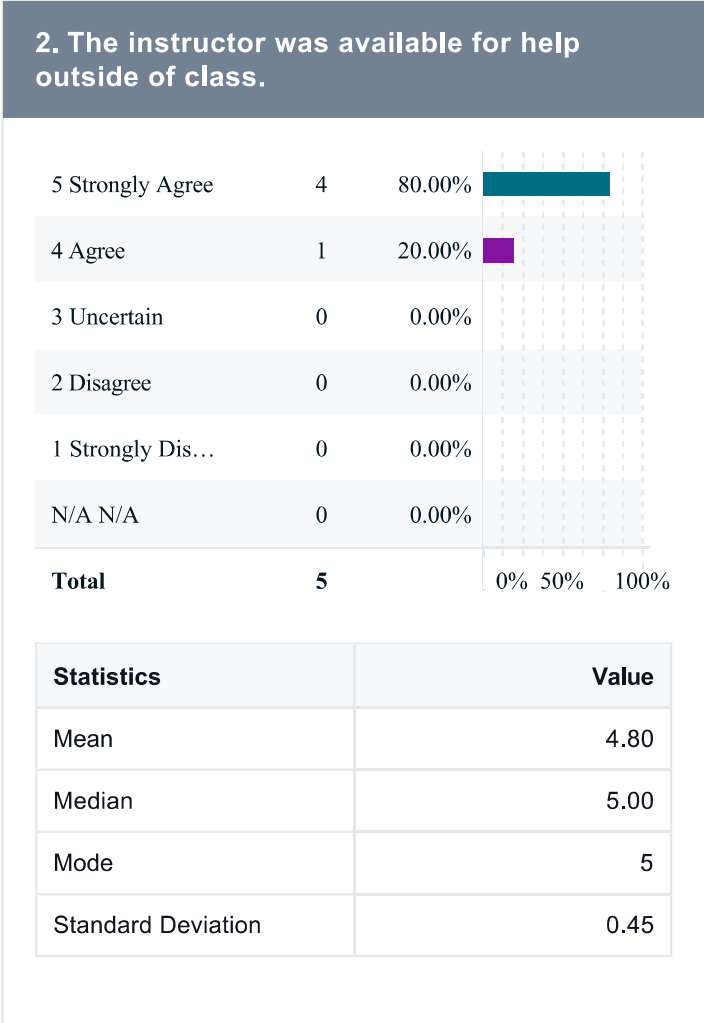 2. The instructor was available for help
outside of class.
5 Strongly Agree 4 80.00%
4 Agree 1 20.00%
3 Uncertain 0 0.00%
2 Disagree 0 0.00%
1 Strongly Dis... 0 0.00%
N/A N/A 0 0.00%
Total 5 0% 50% 100%
Statistics Value
Mean 4.80
Median 5.00
Mode 5
Standard Deviation 0.45